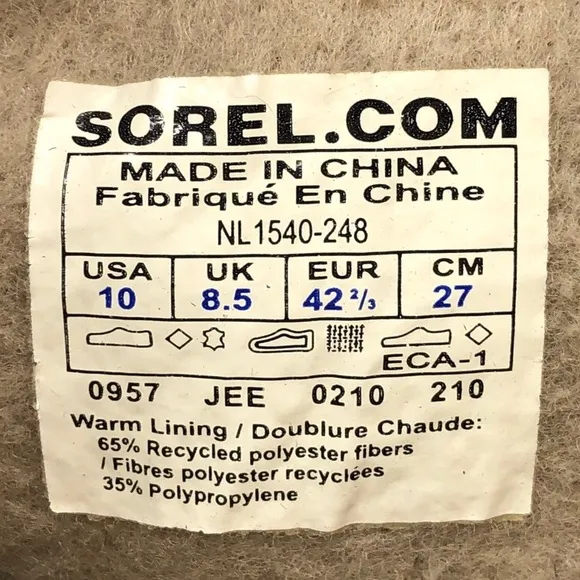 SOREL.COM
MADE IN CHINA
Fabriqué En Chine
NL1540-248
USA UK EUR CM
10 8.5 42 2/3 27
ECA-1
0957 JEE 0210 210
Warm Lining / Doublure Chaude:
65% Recycled polyester fibers
/ Fibres polyester recyclées
35% Polypropylene